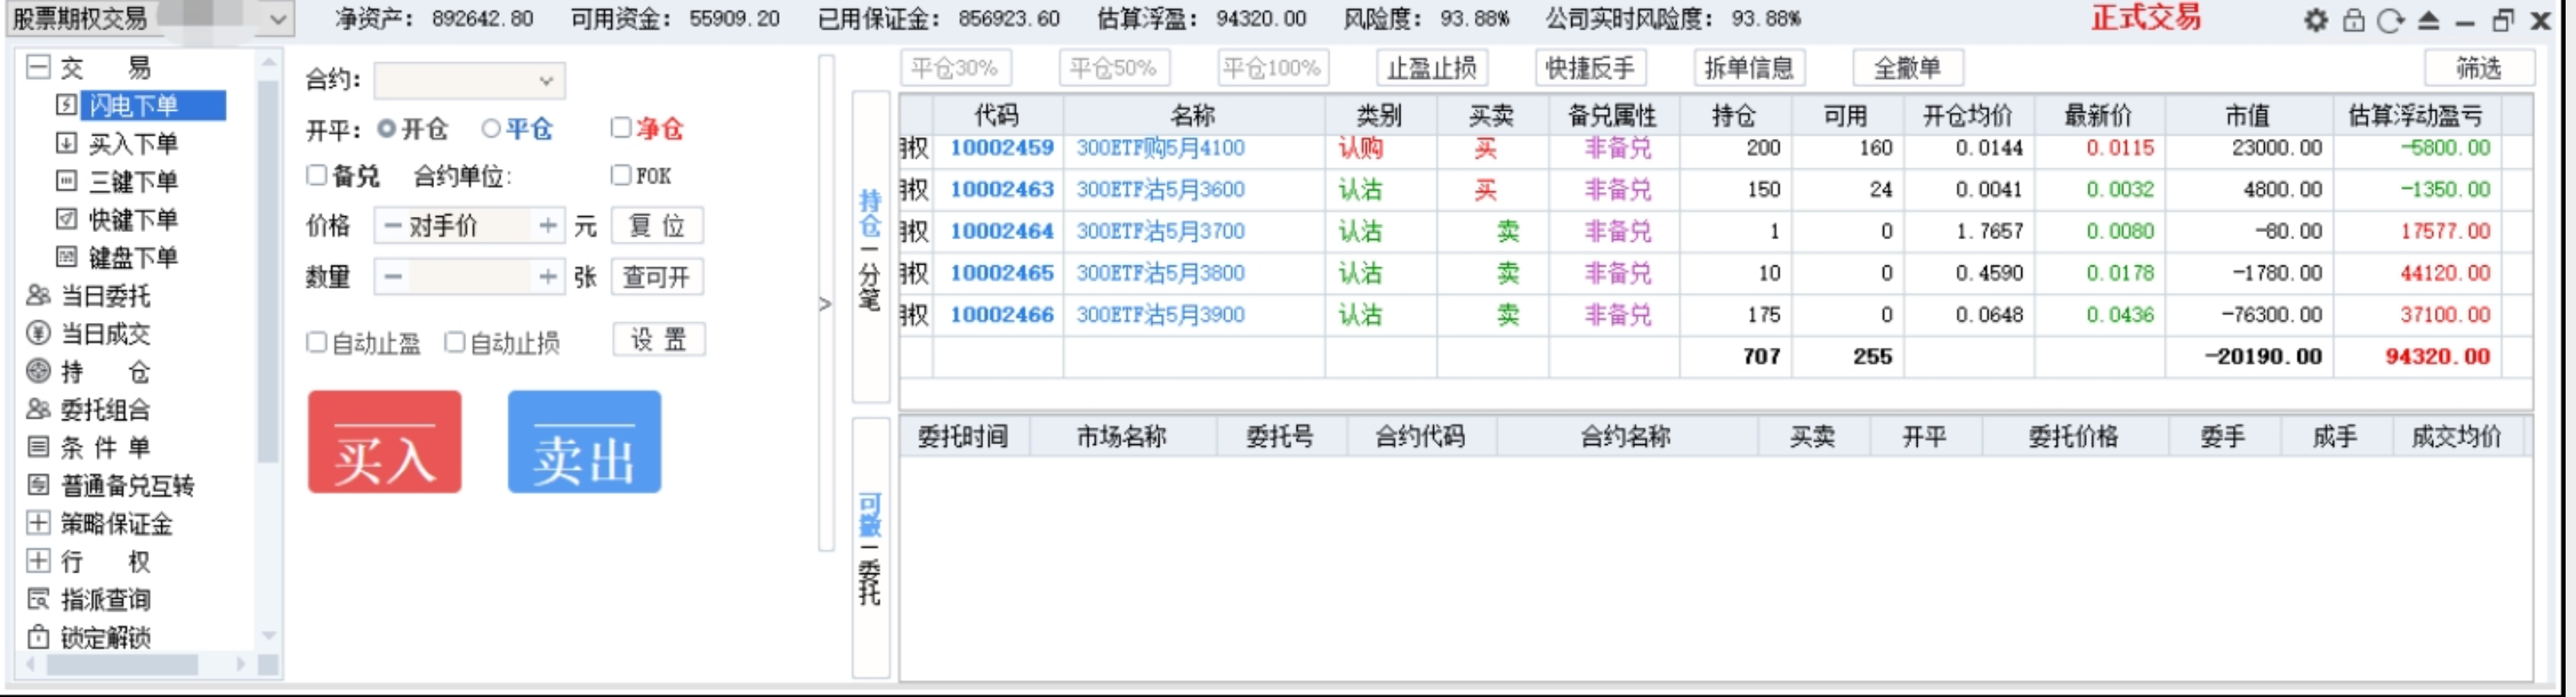 股票期权交易 净资产: 892642.80 可用资金: 55909.20 已用保证金: 856923.60 估算浮盈: 94320.00 风险度: 93.88% 公司实时风险度: 93.88% 正式交易
交 易
闪电下单
买入下单
三键下单
快键下单
键盘下单
当日委托
当日成交
持 仓
委托组合
条 件 单
普通备兑互转
策略保证金
行 权
指派查询
锁定解锁
合约:
开平: 开仓 平仓 净仓
备兑 合约单位: FOK
价格 - 对手价 + 元 复 位
数量 - + 张 查可开
自动止盈 自动止损 设 置
买入 卖出
>
持仓|分笔
可撤|委托
平仓30% 平仓50% 平仓100% 止盈止损 快捷反手 拆单信息 全撤单 筛选
代码 名称 类别 买卖 备兑属性 持仓 可用 开仓均价 最新价 市值 估算浮动盈亏
权 10002459 300ETF购5月4100 认购 买 非备兑 200 160 0.0144 0.0115 23000.00 -5800.00
权 10002463 300ETF沽5月3600 认沽 买 非备兑 150 24 0.0041 0.0032 4800.00 -1350.00
权 10002464 300ETF沽5月3700 认沽 卖 非备兑 1 0 1.7657 0.0080 -80.00 17577.00
权 10002465 300ETF沽5月3800 认沽 卖 非备兑 10 0 0.4590 0.0178 -1780.00 44120.00
权 10002466 300ETF沽5月3900 认沽 卖 非备兑 175 0 0.0648 0.0436 -76300.00 37100.00
707 255 -20190.00 94320.00
委托时间 市场名称 委托号 合约代码 合约名称 买卖 开平 委托价格 委手 成手 成交均价